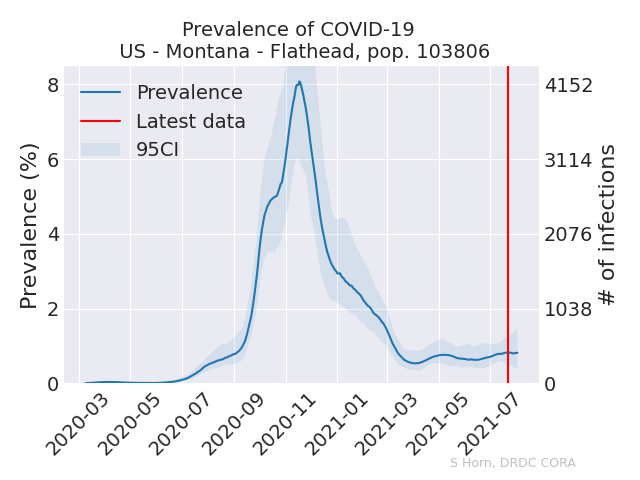 Prevalence of COVID-19
US - Montana - Flathead, pop. 103806
Prevalence
Latest data
95CI
Prevalence (%)
8
6
4
2
0
4152
3114
2076
1038
0
# of infections
2020-03
2020-05
2020-07
2020-09
2020-11
2021-01
2021-03
2021-05
2021-07
S Horn, DRDC CORA